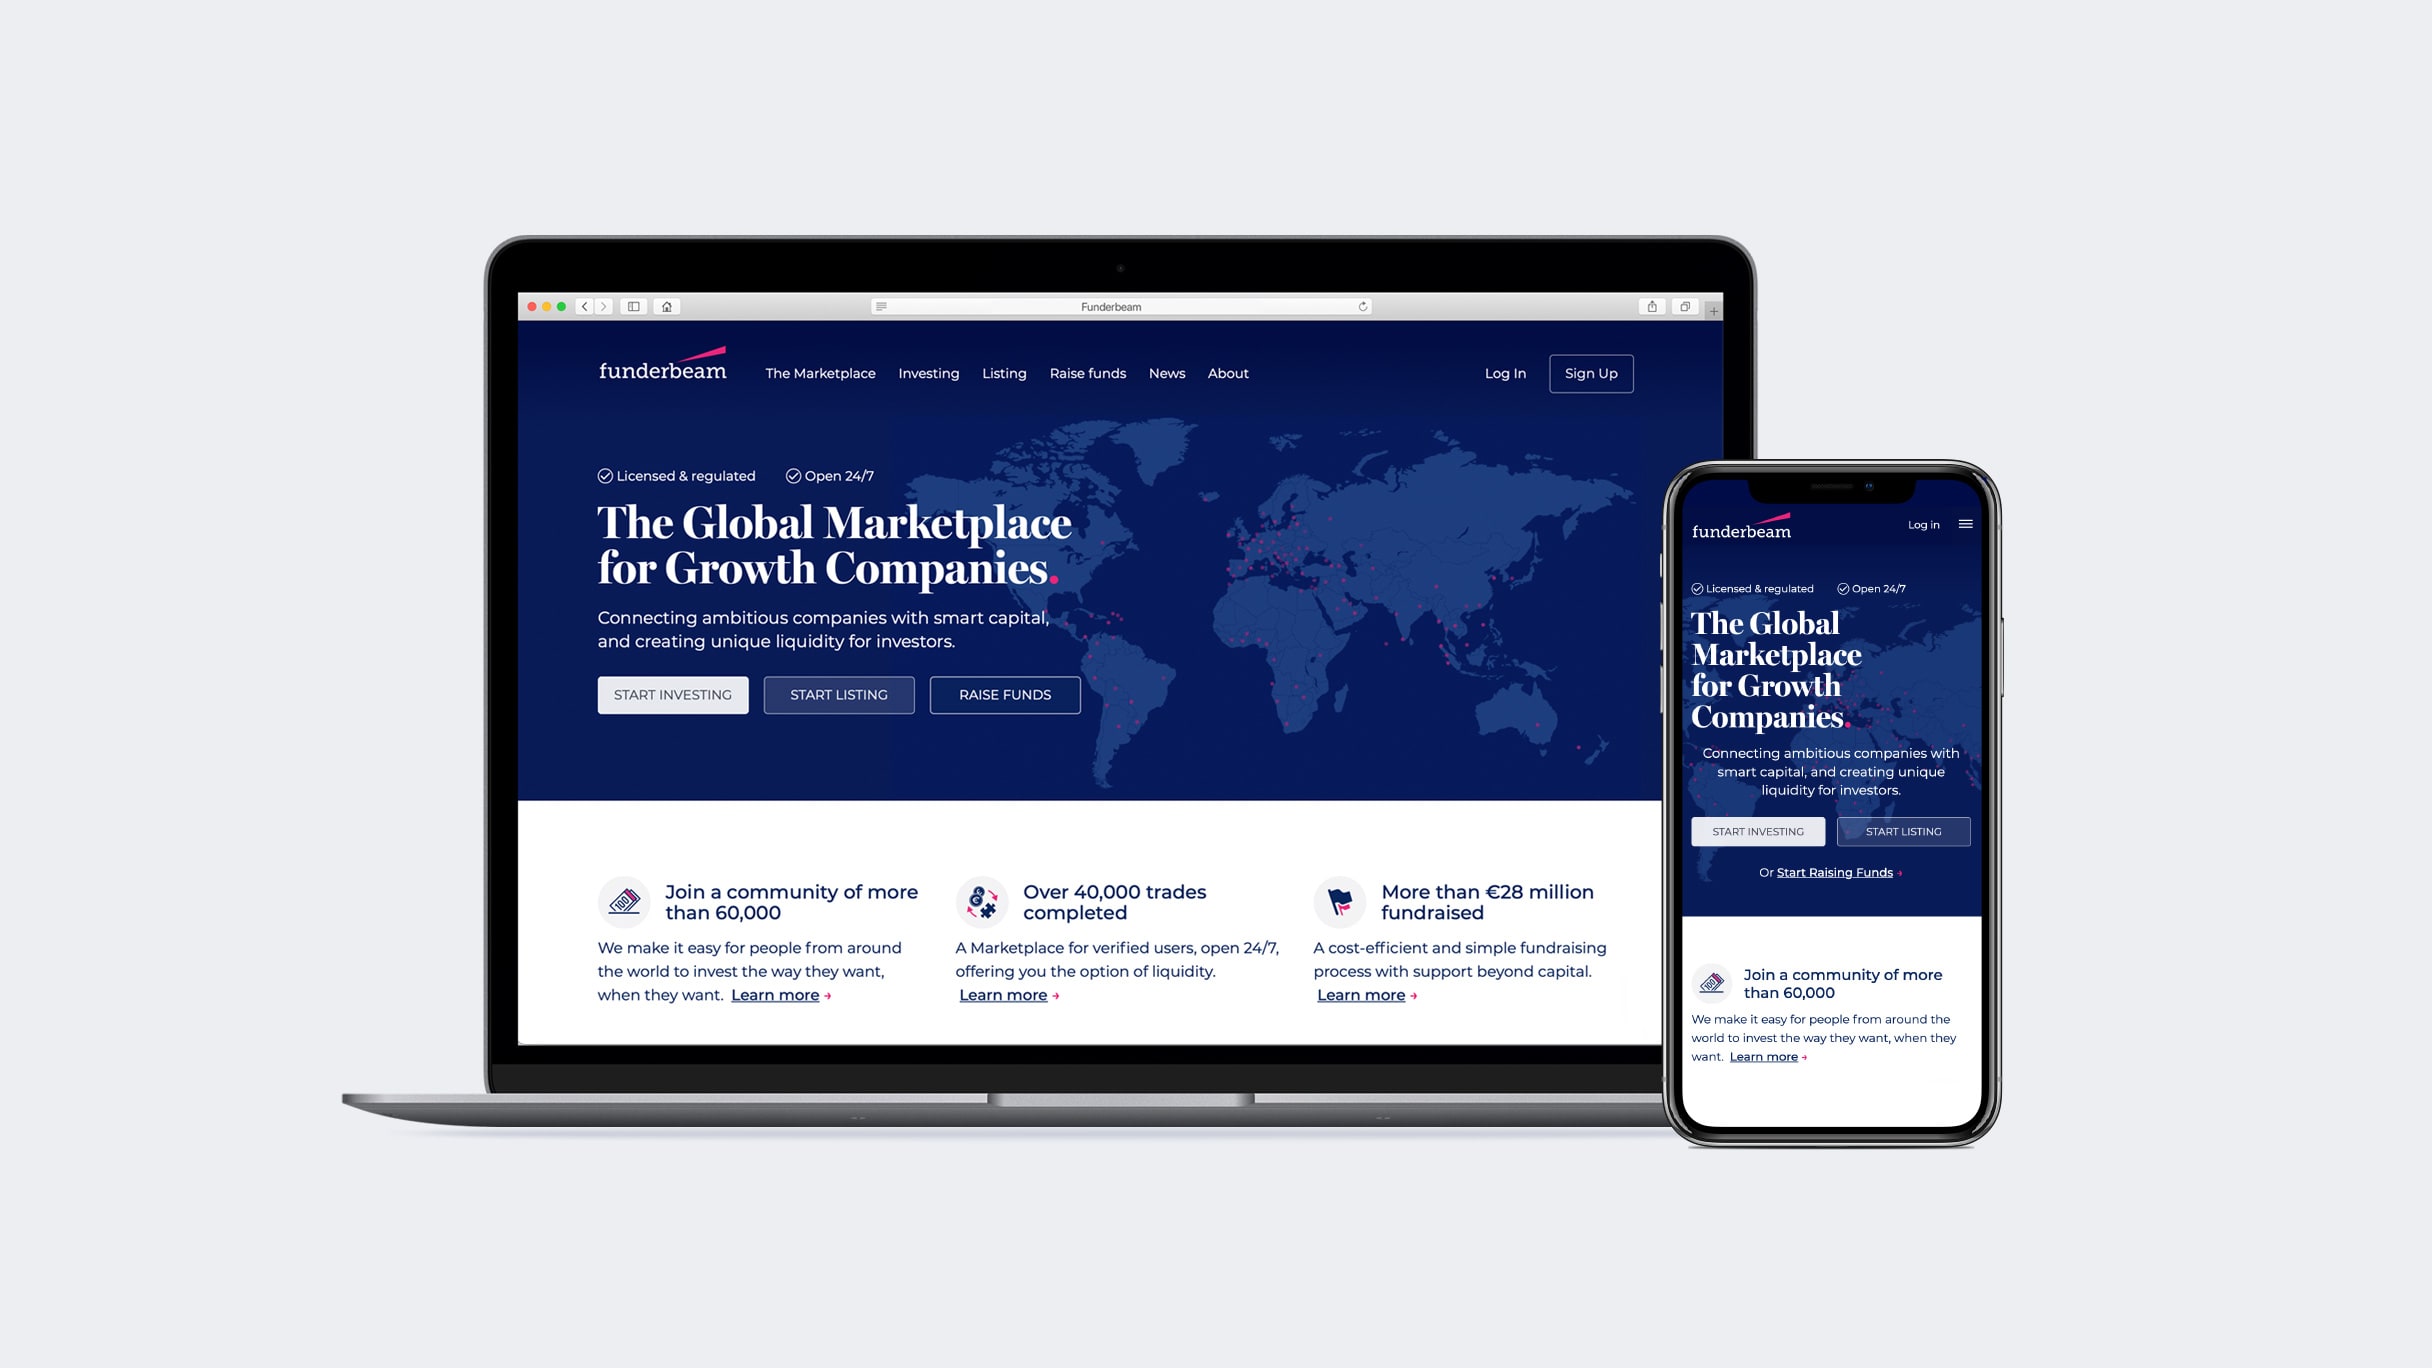 Funderbeam
funderbeam
The Marketplace
Investing
Listing
Raise funds
News
About
Log In
Sign Up
Licensed & regulated
Open 24/7
The Global Marketplace
for Growth Companies.
Connecting ambitious companies with smart capital,
and creating unique liquidity for investors.
START INVESTING
START LISTING
RAISE FUNDS
Join a community of more
than 60,000
We make it easy for people from around
the world to invest the way they want,
when they want. Learn more →
Over 40,000 trades
completed
A Marketplace for verified users, open 24/7,
offering you the option of liquidity.
Learn more →
More than €28 million
fundraised
A cost-efficient and simple fundraising
process with support beyond capital.
Learn more →
funderbeam
Log in
Licensed & regulated
Open 24/7
The Global
Marketplace
for Growth
Companies.
Connecting ambitious companies with
smart capital, and creating unique
liquidity for investors.
START INVESTING
START LISTING
Or Start Raising Funds →
Join a community of more
than 60,000
We make it easy for people from around the
world to invest the way they want, when they
want. Learn more →